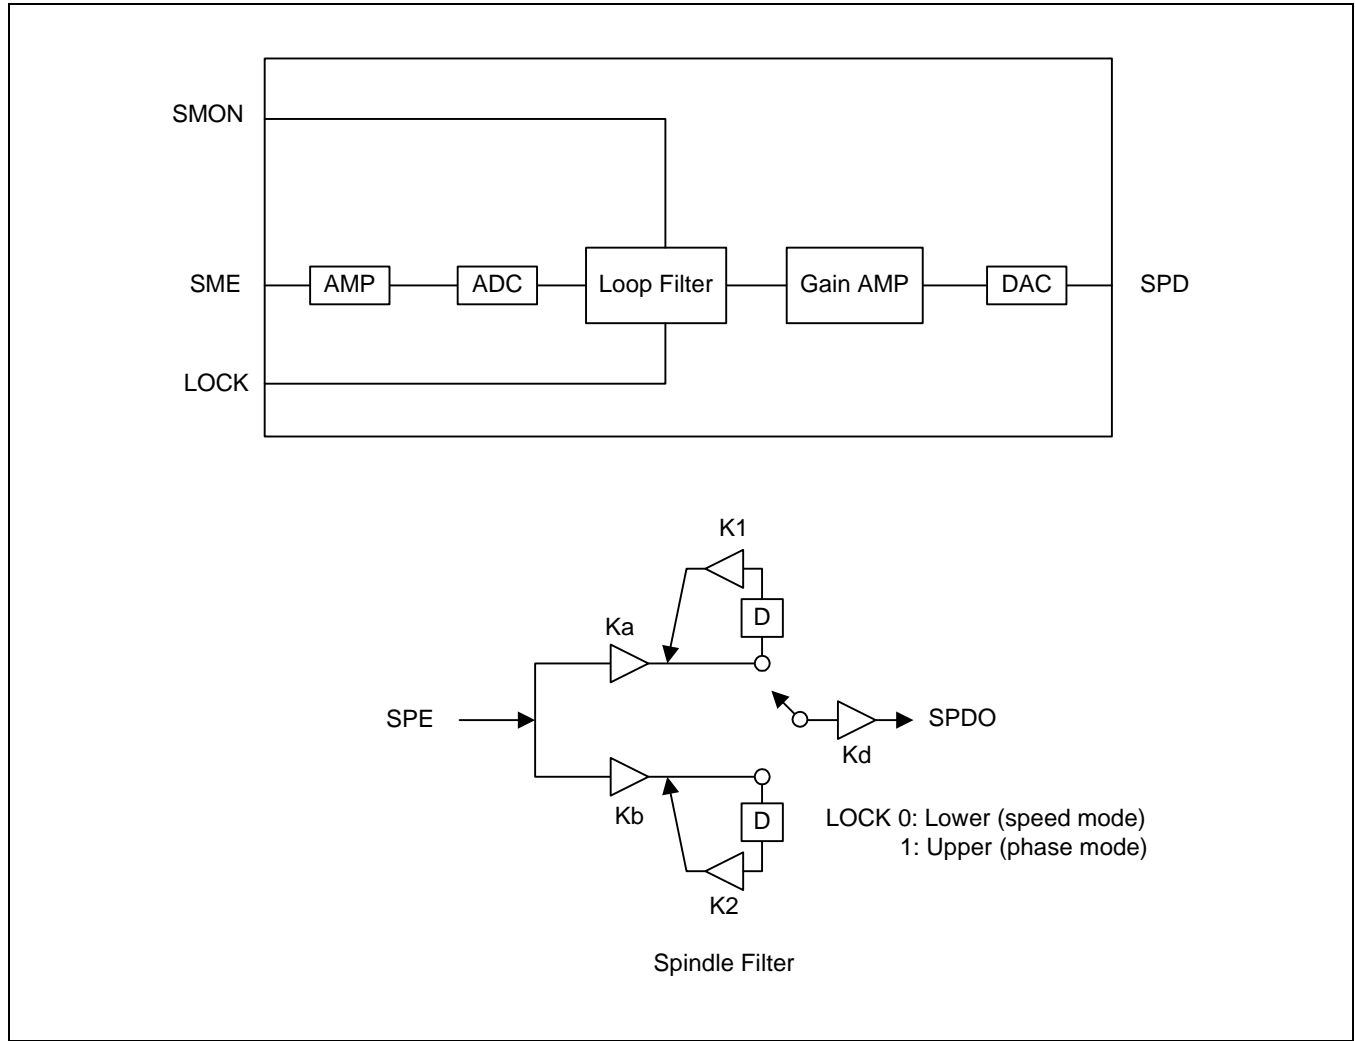 SMON
SME
AMP
ADC
Loop Filter
Gain AMP
DAC
SPD
LOCK
K1
D
Ka
SPE
SPDO
Kd
Kb
D
LOCK 0: Lower (speed mode)
1: Upper (phase mode)
K2
Spindle Filter